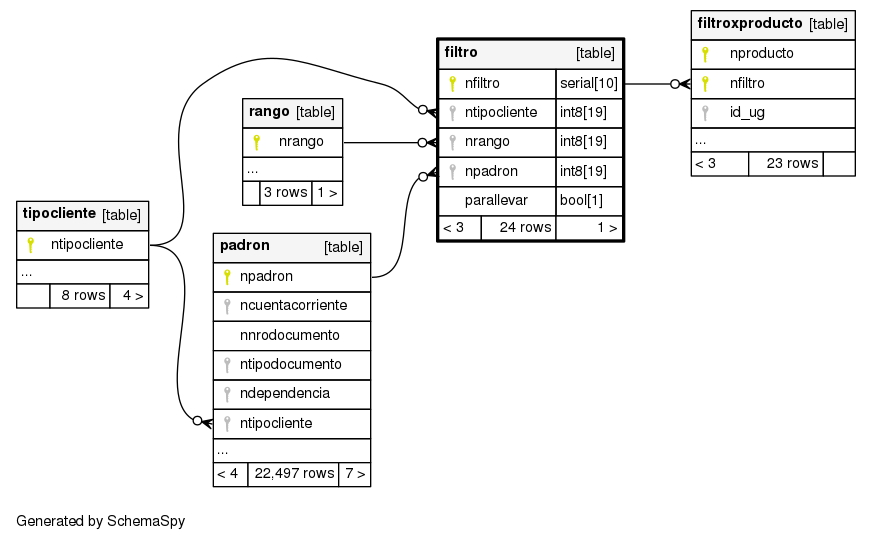 filtroxproducto [table]
nproducto
nfiltro
id_ug
...
< 3 23 rows
filtro [table]
nfiltro serial[10]
ntipocliente int8[19]
nrango int8[19]
npadron int8[19]
parallevar bool[1]
< 3 24 rows 1 >
rango [table]
nrango
...
3 rows 1 >
tipocliente [table]
ntipocliente
...
8 rows 4 >
padron [table]
npadron
ncuentacorriente
nnrodocumento
ntipodocumento
ndependencia
ntipocliente
...
< 4 22,497 rows 7 >
Generated by SchemaSpy